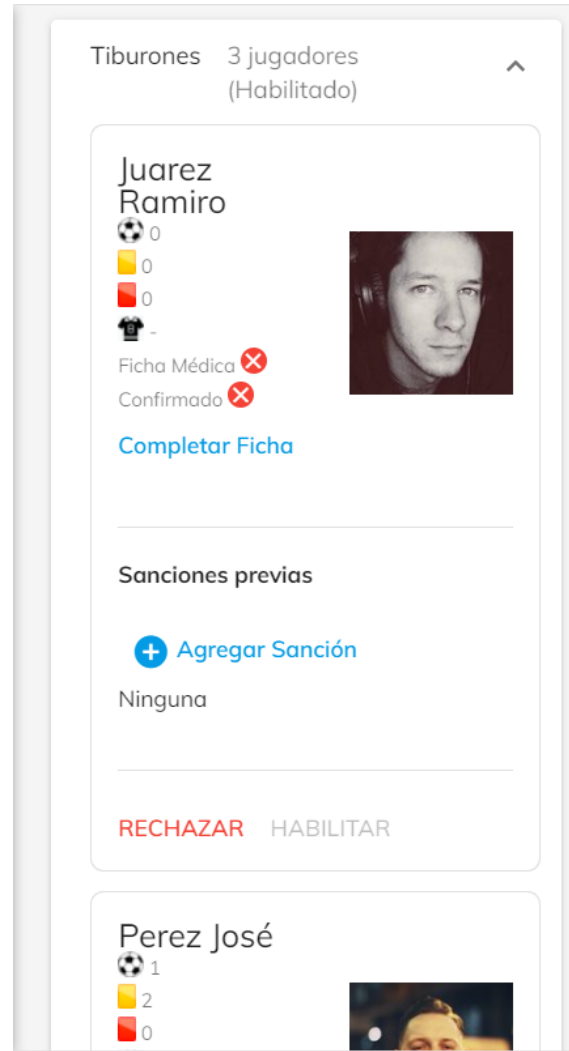 Tiburones 3 jugadores
(Habilitado)
Juarez
Ramiro
0
0
0
-
Ficha Médica
Confirmado
Completar Ficha
Sanciones previas
Agregar Sanción
Ninguna
RECHAZAR HABILITAR
Perez José
1
2
0